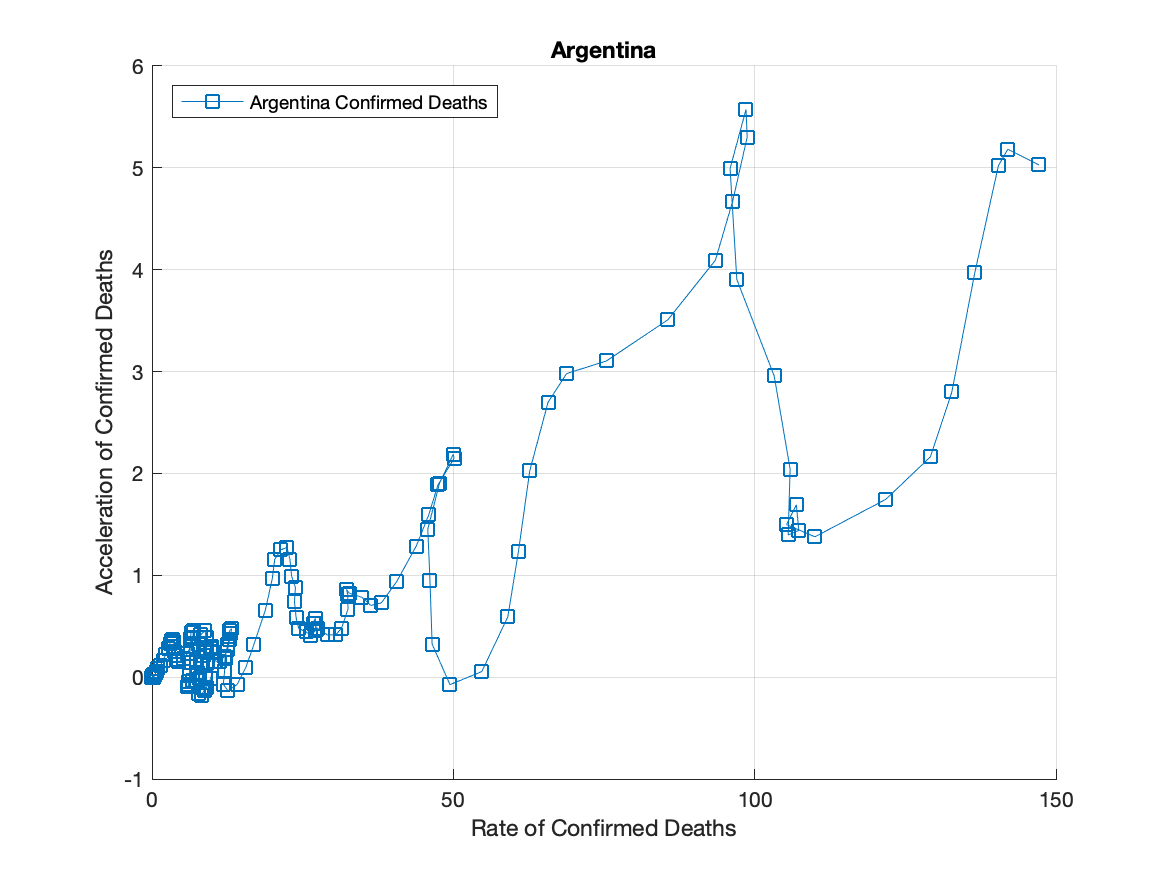 Argentina
Argentina Confirmed Deaths
6
5
4
3
2
1
0
-1
Acceleration of Confirmed Deaths
0 50 100 150
Rate of Confirmed Deaths